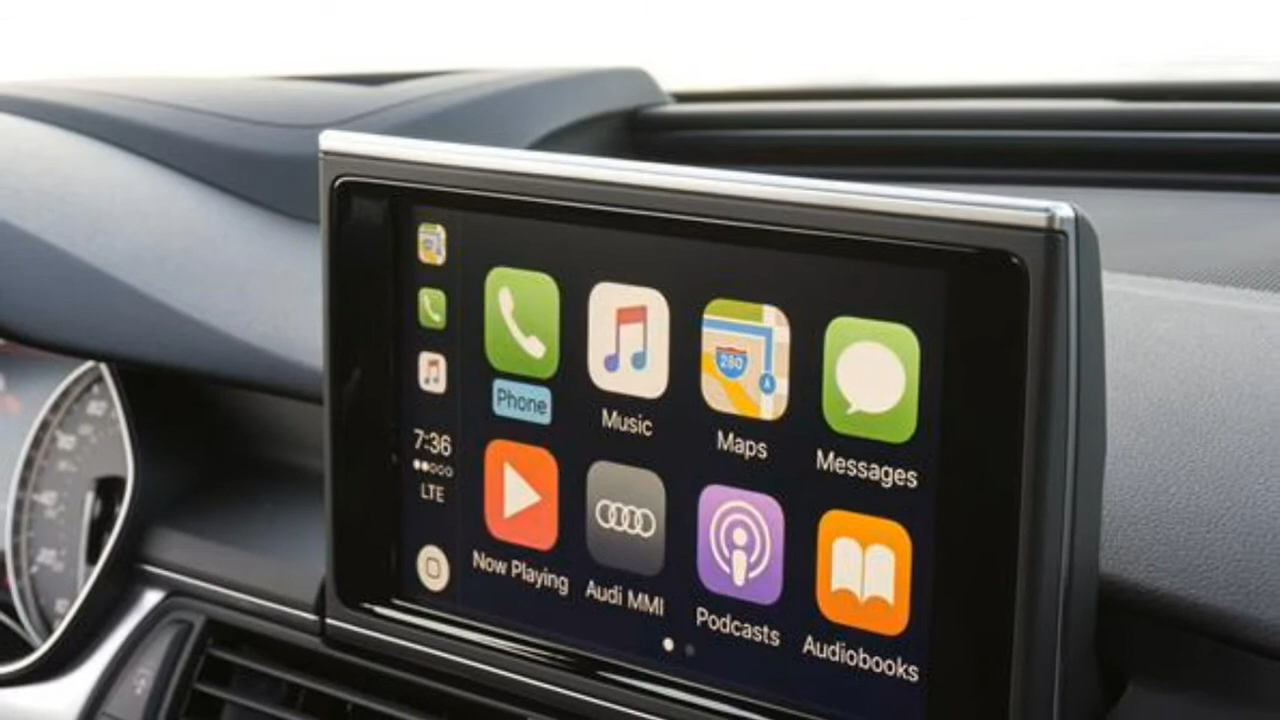 Phone
Music
Maps
280
Messages
7:36
LTE
Now Playing
Audi MMI
Podcasts
Audiobooks